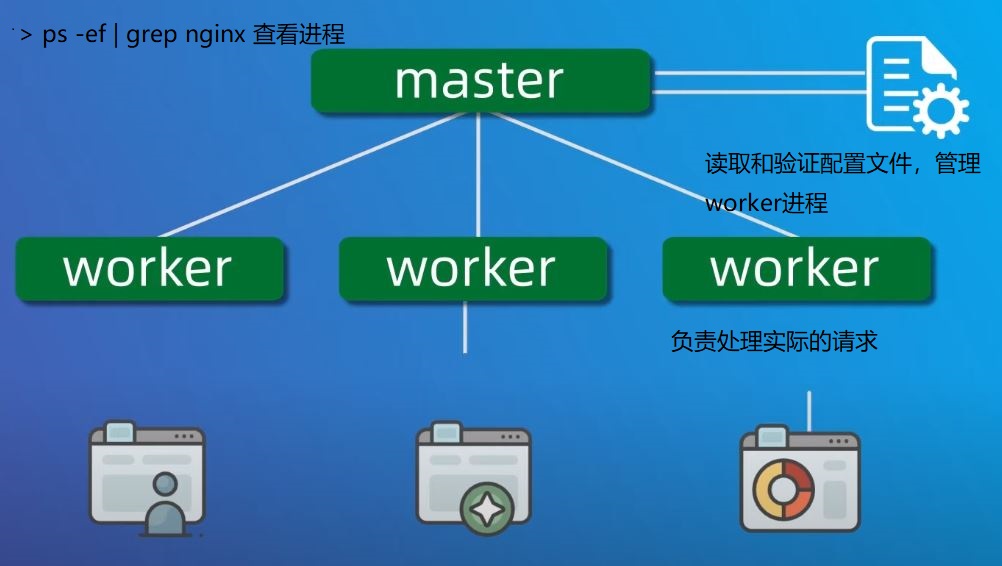 > ps -ef | grep nginx 查看进程
master
读取和验证配置文件，管理
worker进程
worker
worker
worker
负责处理实际的请求